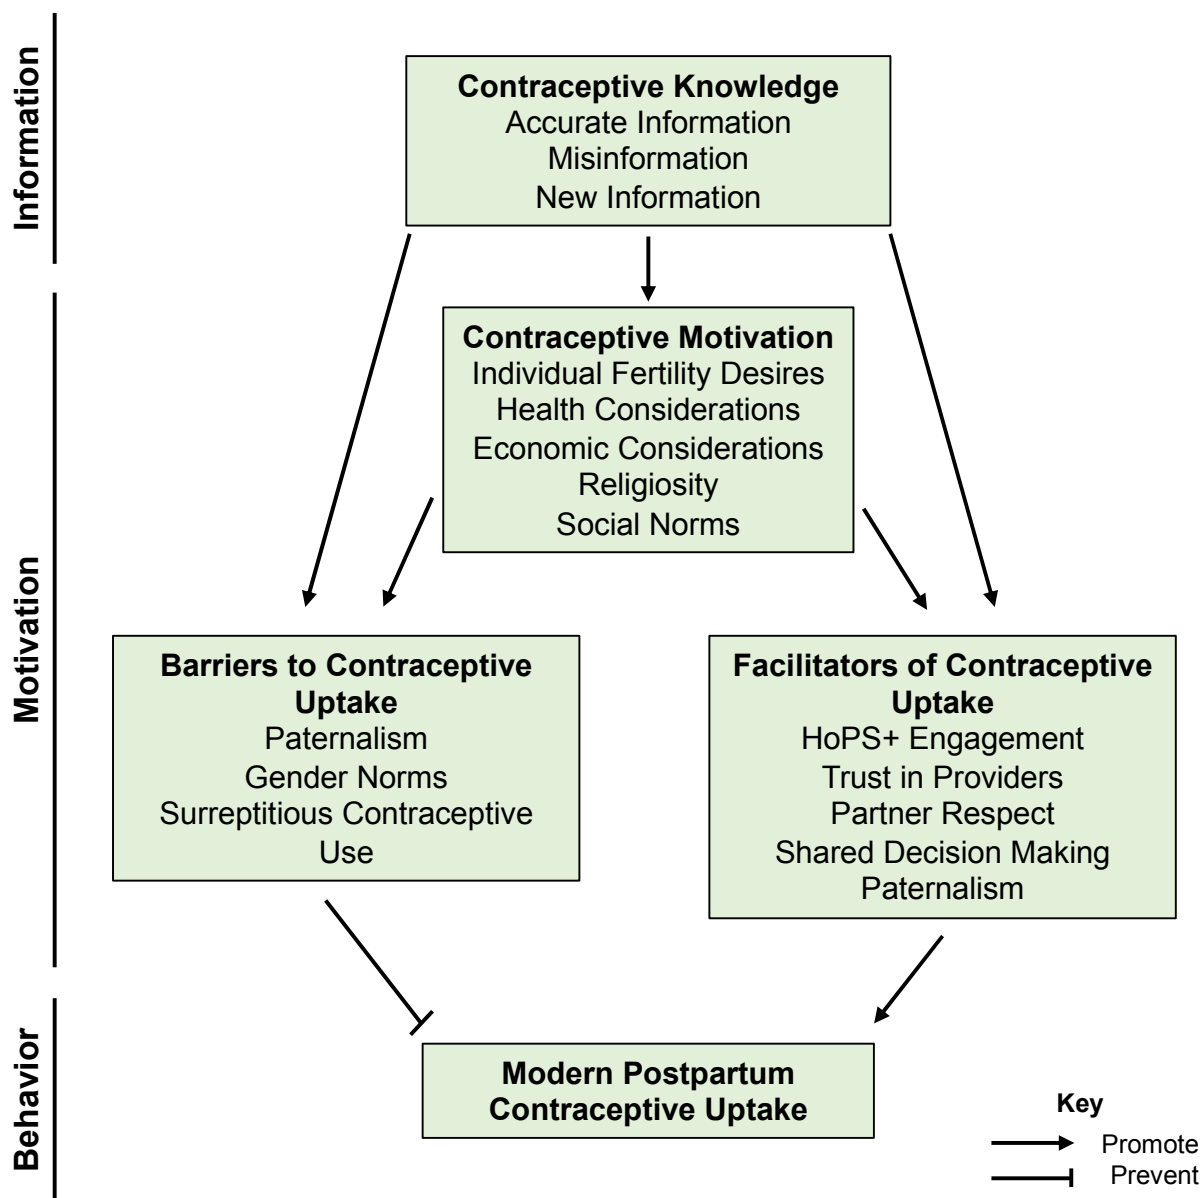 Information
Contraceptive Knowledge
Accurate Information
Misinformation
New Information
Motivation
Contraceptive Motivation
Individual Fertility Desires
Health Considerations
Economic Considerations
Religiosity
Social Norms
Barriers to Contraceptive
Uptake
Paternalism
Gender Norms
Surreptitious Contraceptive
Use
Facilitators of Contraceptive
Uptake
HoPS+ Engagement
Trust in Providers
Partner Respect
Shared Decision Making
Paternalism
Behavior
Modern Postpartum
Contraceptive Uptake
Key
Promote
Prevent